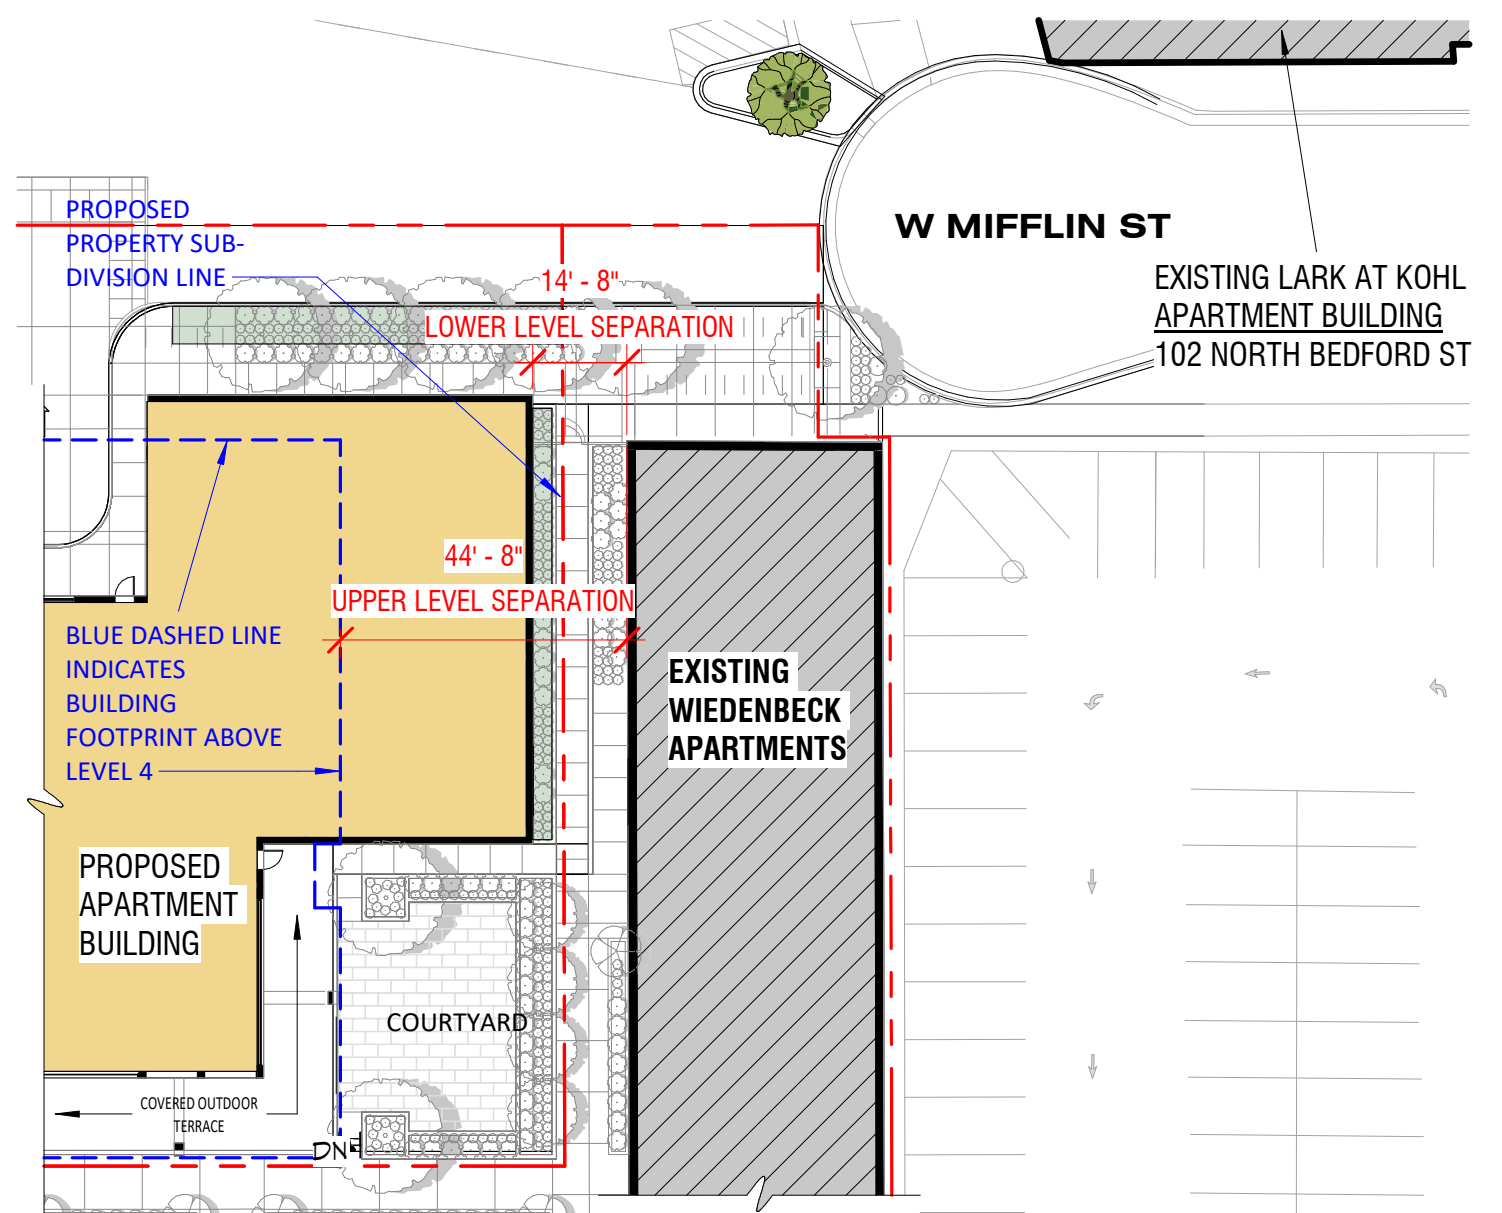 W MIFFLIN ST
EXISTING LARK AT KOHL
APARTMENT BUILDING
102 NORTH BEDFORD ST
PROPOSED
PROPERTY SUB-
DIVISION LINE
14' - 8"
LOWER LEVEL SEPARATION
44' - 8"
UPPER LEVEL SEPARATION
BLUE DASHED LINE
INDICATES
BUILDING
FOOTPRINT ABOVE
LEVEL 4
EXISTING
WIEDENBECK
APARTMENTS
PROPOSED
APARTMENT
BUILDING
COURTYARD
COVERED OUTDOOR
TERRACE
DN